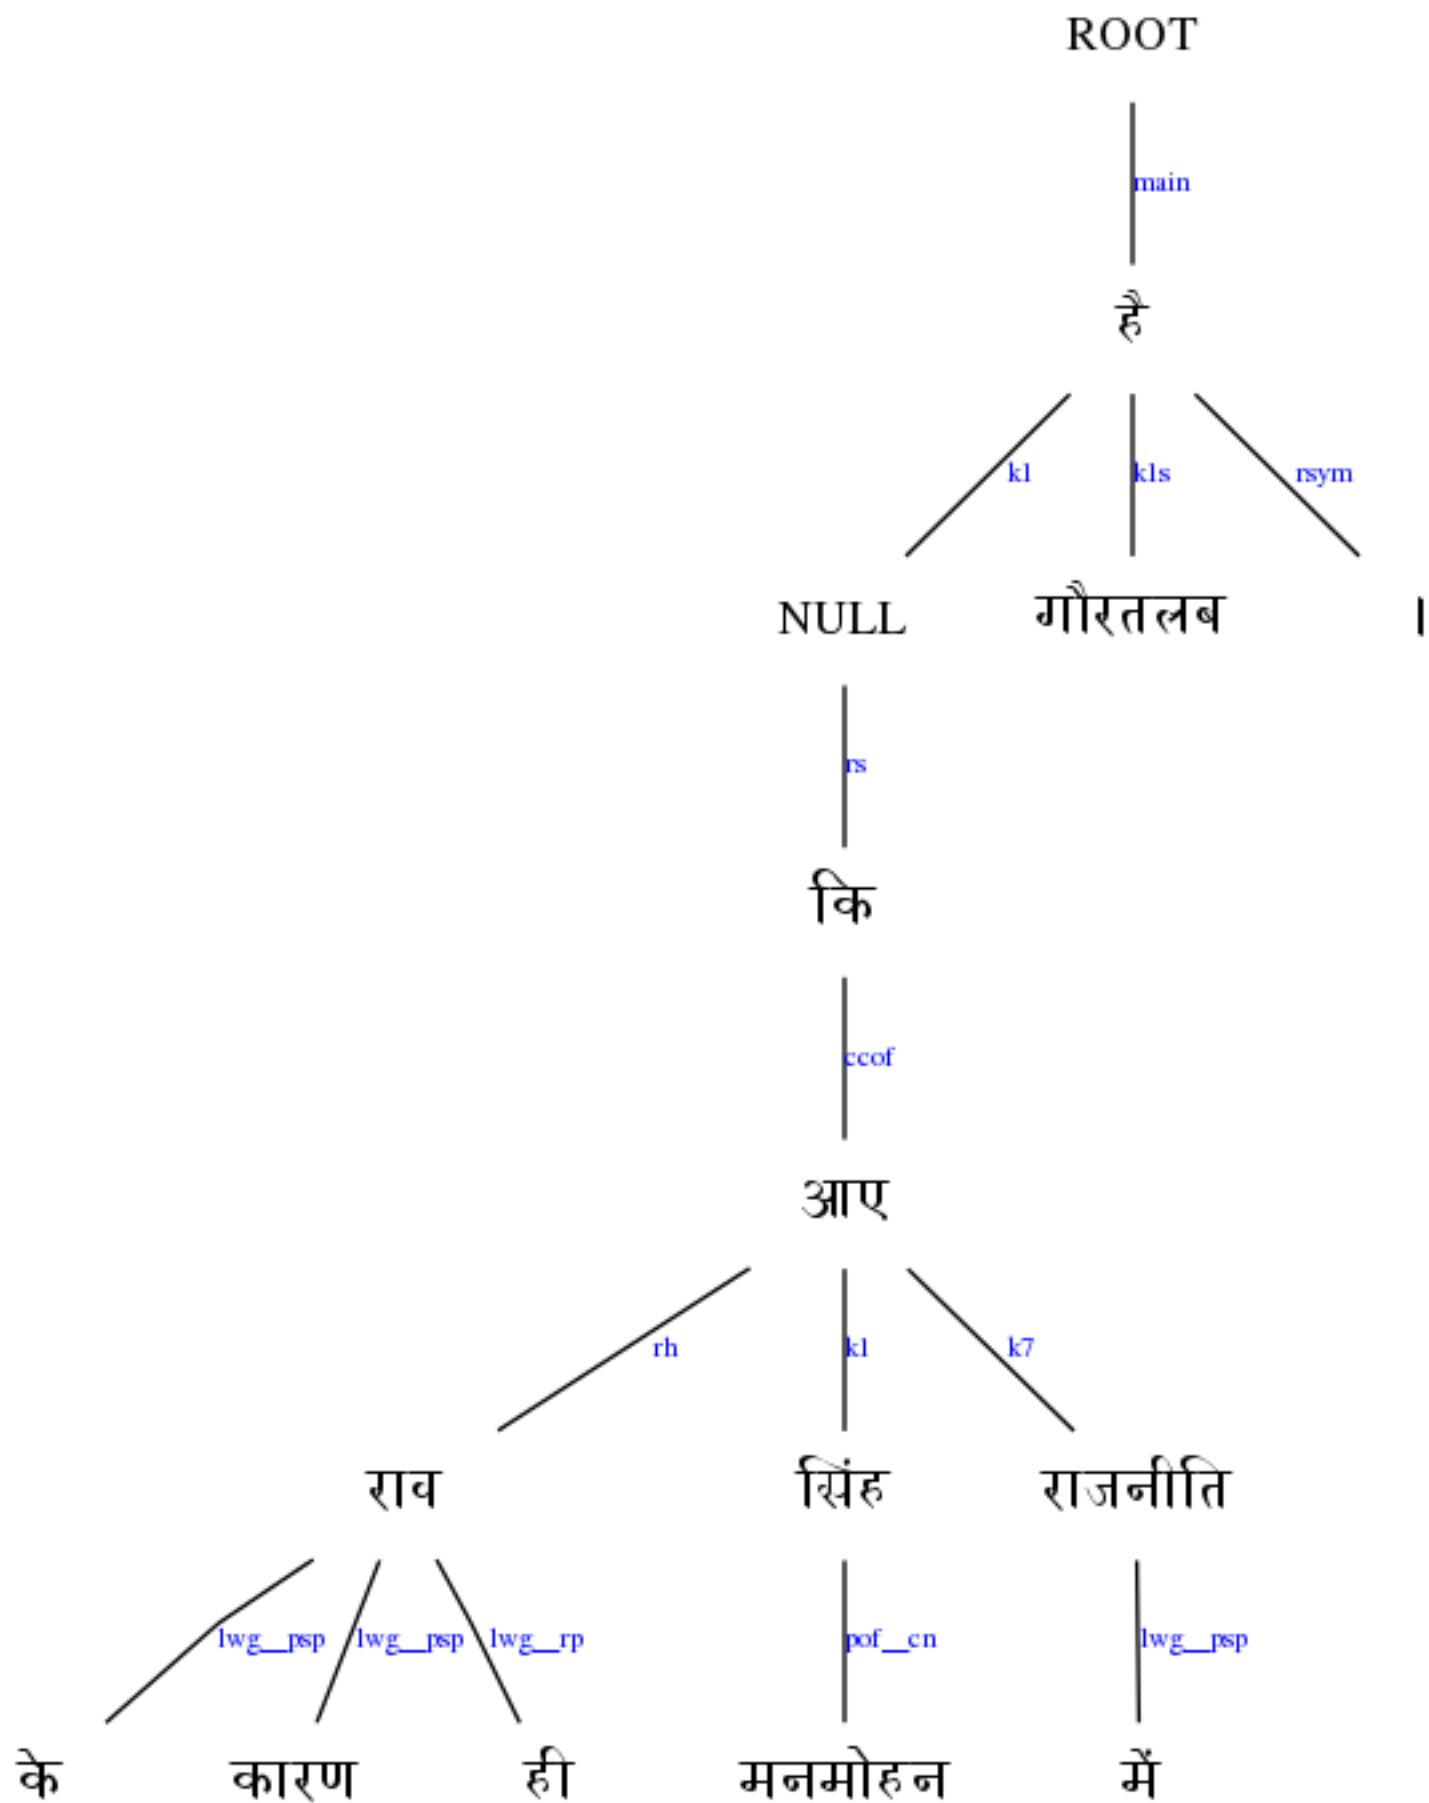 ROOT
main
है
k1 k1s rsym
NULL गौरतलब ।
rs
कि
ccof
आए
rh k1 k7
राव सिंह राजनीति
lwg__psp lwg__psp lwg__rp pof__cn lwg__psp
के कारण ही मनमोहन में